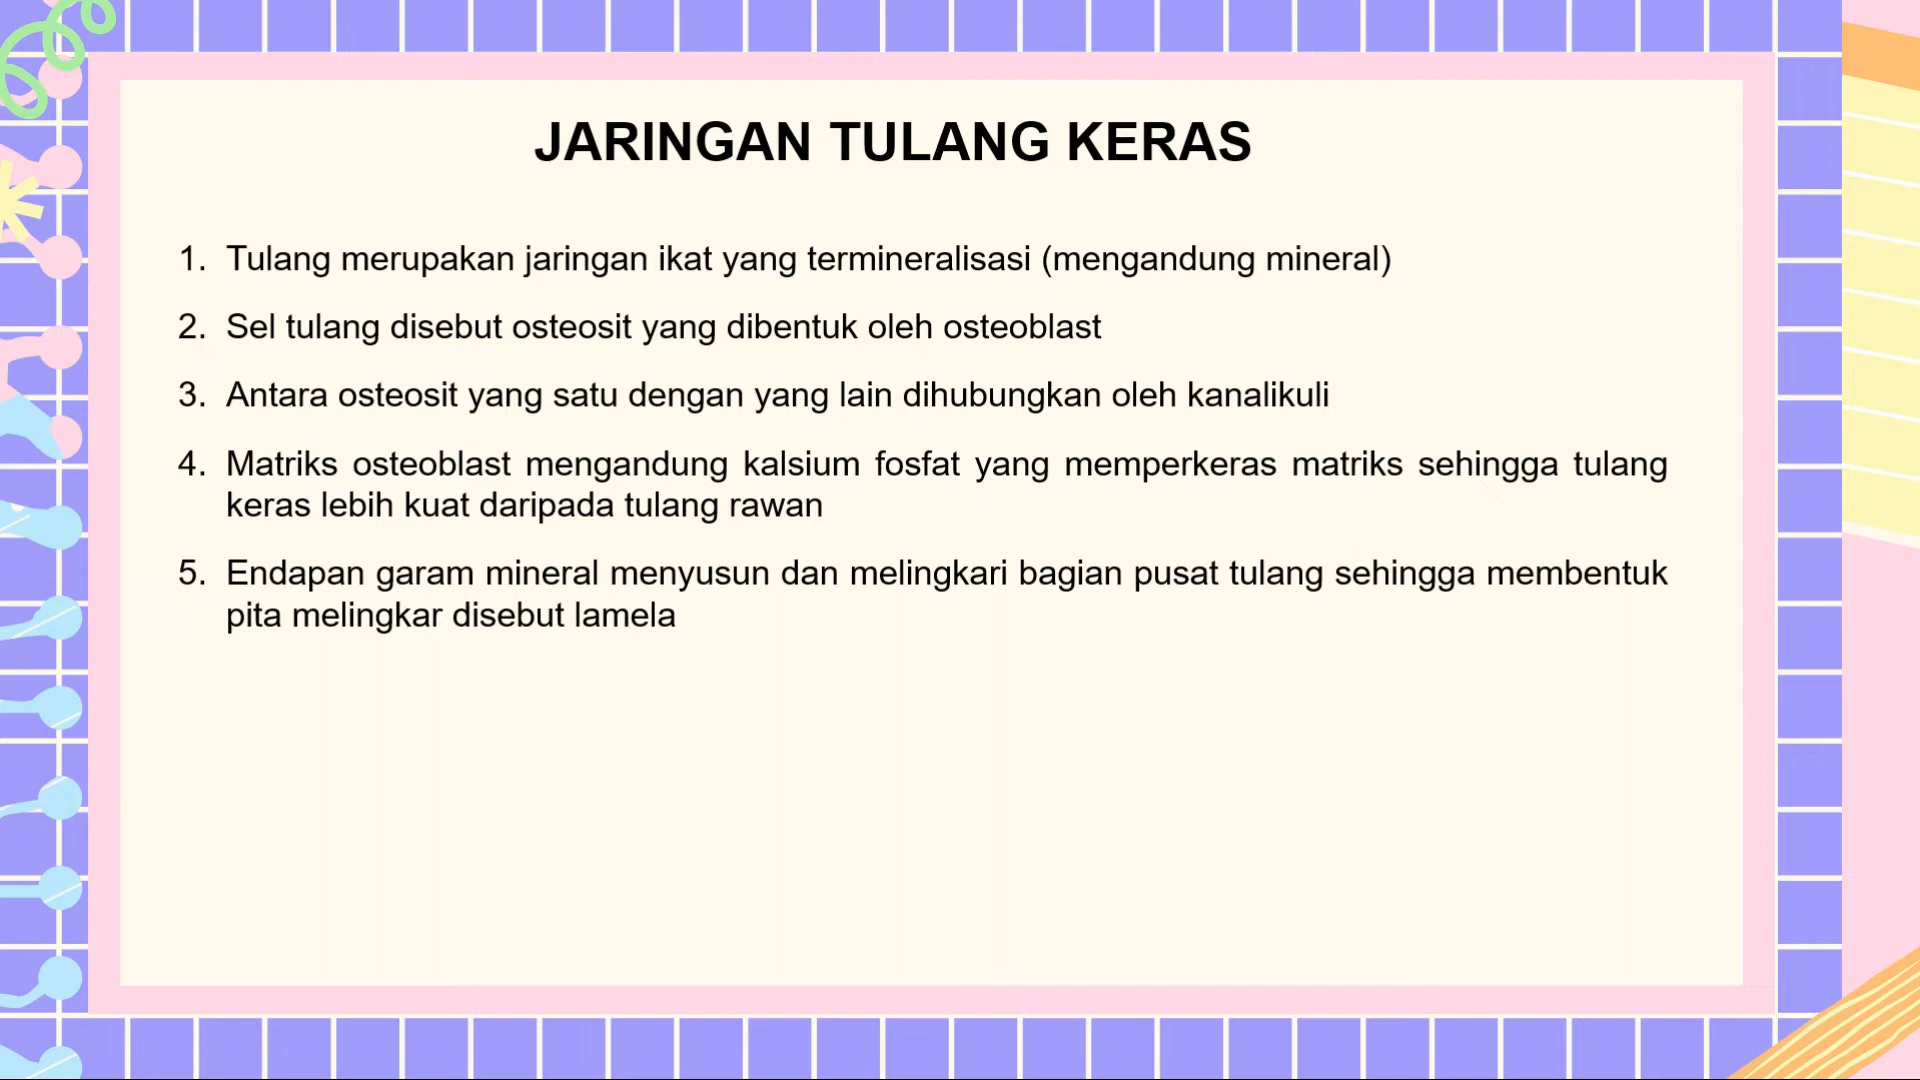 JARINGAN TULANG KERAS
1. Tulang merupakan jaringan ikat yang termineralisasi (mengandung mineral)
2. Sel tulang disebut osteosit yang dibentuk oleh osteoblast
3. Antara osteosit yang satu dengan yang lain dihubungkan oleh kanalikuli
4. Matriks osteoblast mengandung kalsium fosfat yang memperkeras matriks sehingga tulang
keras lebih kuat daripada tulang rawan
5. Endapan garam mineral menyusun dan melingkari bagian pusat tulang sehingga membentuk
pita melingkar disebut lamela